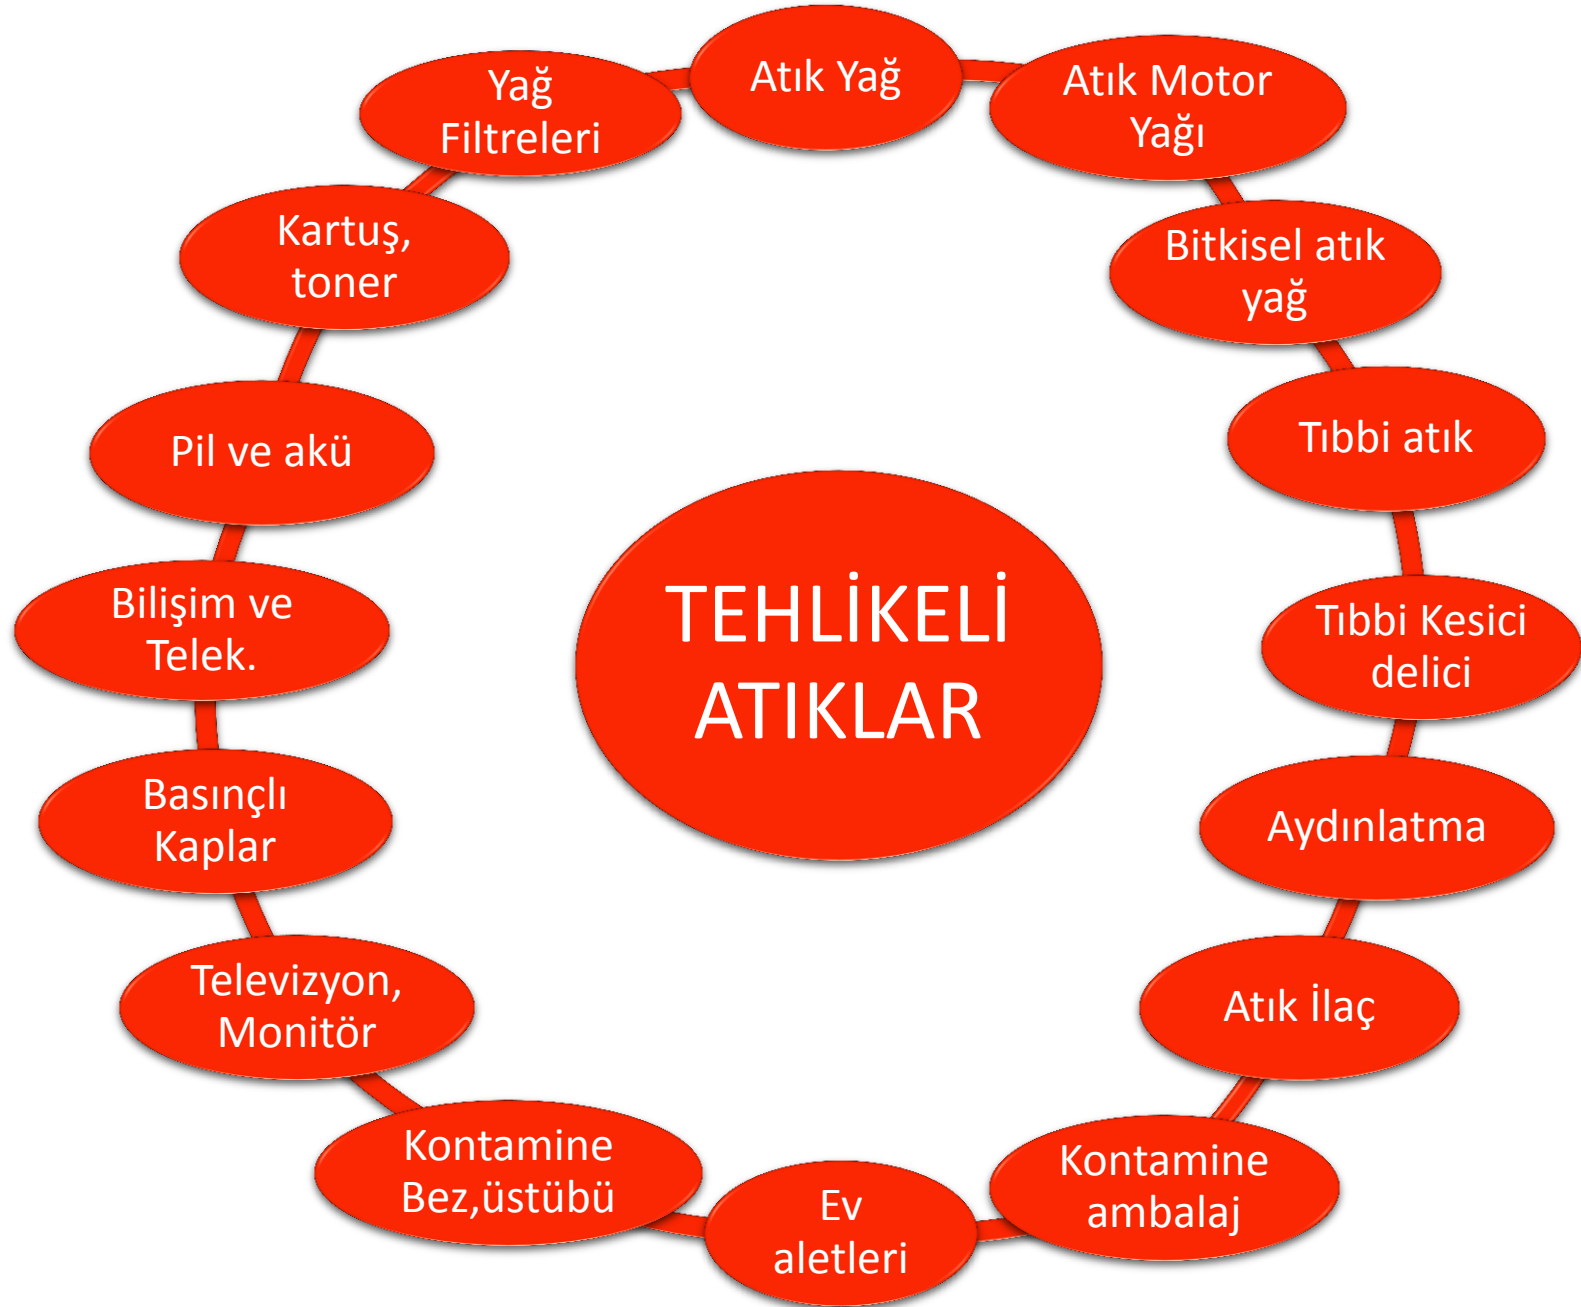 Atık Yağ
Atık Motor
Yağı
Bitkisel atık
yağ
Tıbbi atık
Tıbbi Kesici
delici
Aydınlatma
Atık İlaç
Kontamine
ambalaj
Ev
aletleri
Kontamine
Bez,üstübü
Televizyon,
Monitör
Basınçlı
Kaplar
Bilişim ve
Telek.
Pil ve akü
Kartuş,
toner
Yağ
Filtreleri
TEHLİKELİ
ATIKLAR